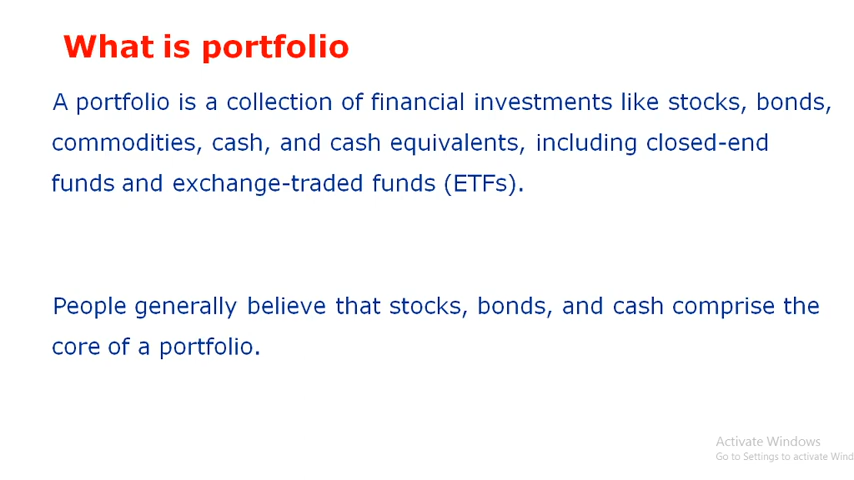 What is portfolio
A portfolio is a collection of financial investments like stocks, bonds,
commodities, cash, and cash equivalents, including closed-end
funds and exchange-traded funds (ETFs).
People generally believe that stocks, bonds, and cash comprise the
core of a portfolio.
Activate Windows
Go to Settings to activate Wind